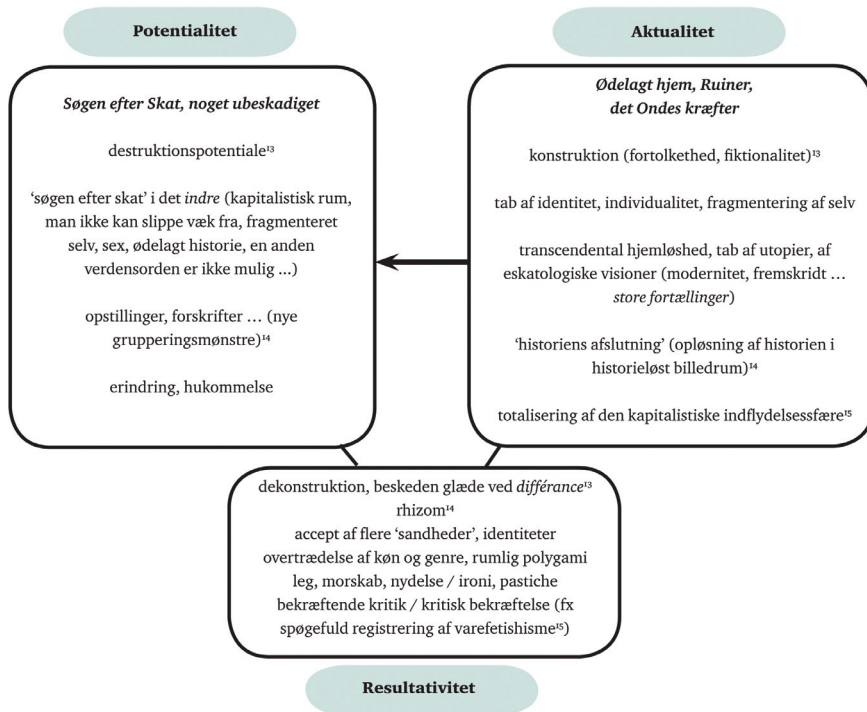 Potentialitet
Søgen efter Skat, noget ubeskadiget
destruktionspotentiale¹³
‘søgen efter skat’ i det indre (kapitalistisk rum,
man ikke kan slippe væk fra, fragmenteret
selv, sex, ødelagt historie, en anden
verdensorden er ikke mulig ...)
opstillinger, forskrifter … (nye
grupperingsmønstre)¹⁴
erindring, hukommelse
Aktualitet
Ødelagt hjem, Ruiner,
det Ondes kræfter
konstruktion (fortolkethed, fiktionalitet)¹³
tab af identitet, individualitet, fragmentering af selv
transcendental hjemløshed, tab af utopier, af
eskatologiske visioner (modernitet, fremskridt …
store fortællinger)
‘historiens afslutning’ (opløsning af historien i
historieløst billedrum)¹⁴
totalisering af den kapitalistiske indflydelsessfære¹⁵
dekonstruktion, beskeden glæde ved différance¹³
rhizom¹⁴
accept af flere ‘sandheder’, identiteter
overtrædelse af køn og genre, rumlig polygami
leg, morskab, nydelse / ironi, pastiche
bekræftende kritik / kritisk bekræftelse (fx
spøgefuld registrering af varefetishisme¹⁵)
Resultativitet